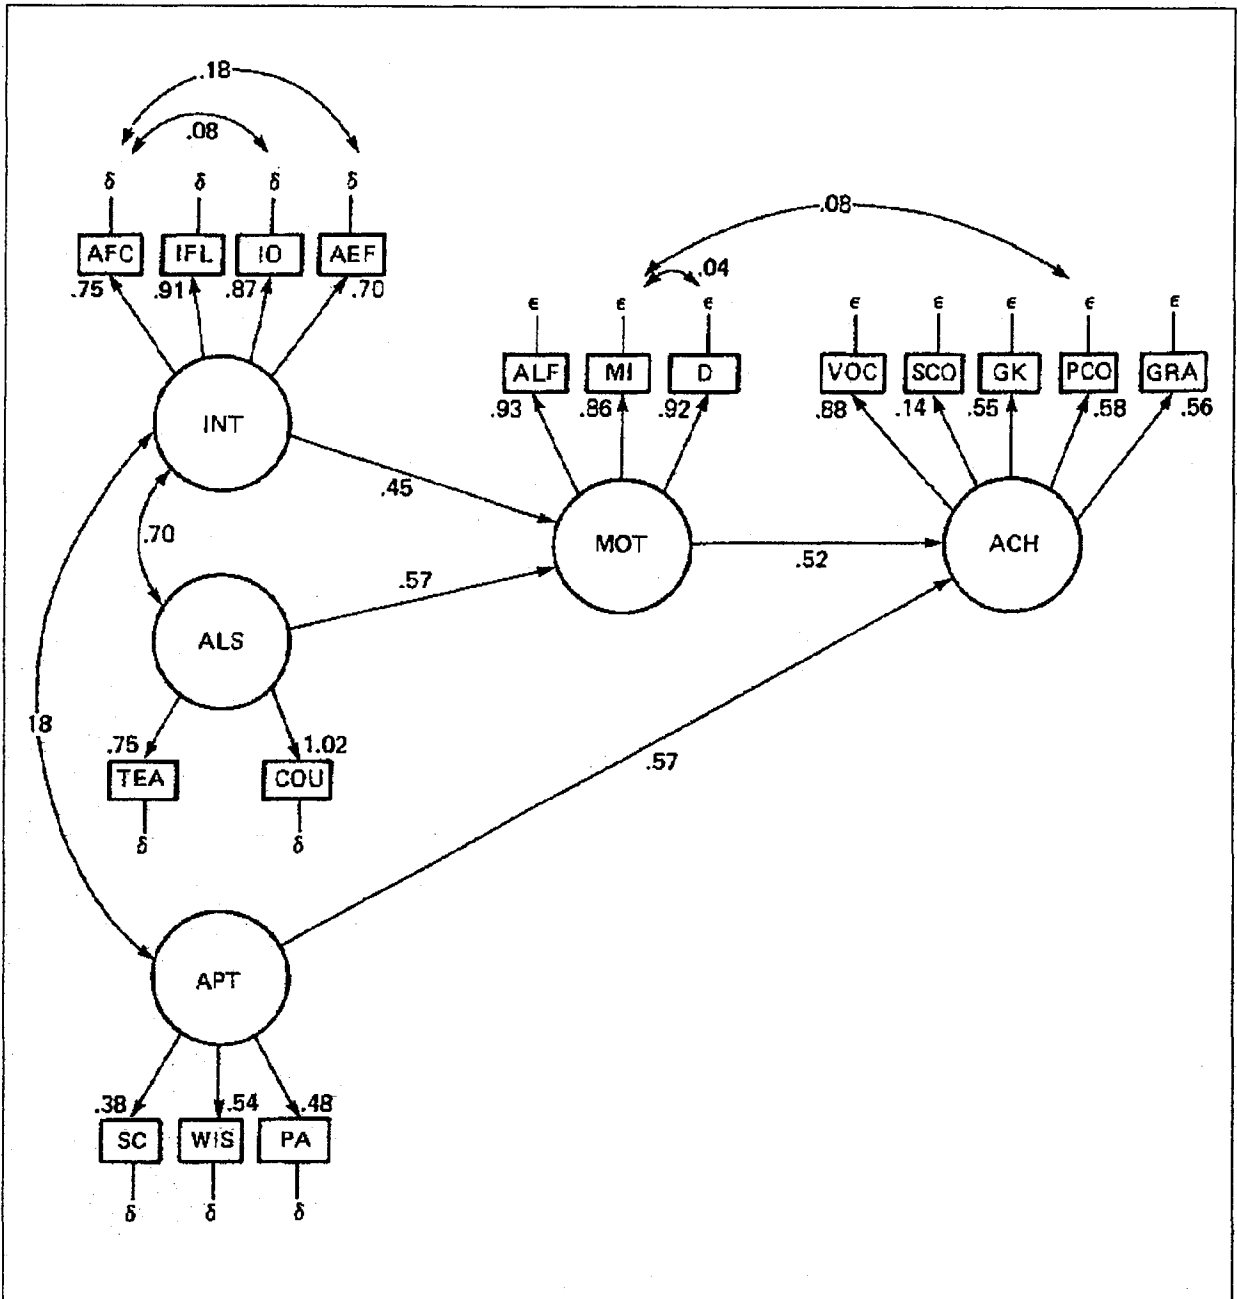 .18
.08
δ δ δ δ
AFC IFL IO AEF
.75 .91 .87 .70
.08
.04
ε ε ε ε ε ε ε ε
ALF MI D VOC SCO GK PCO GRA
.93 .86 .92 .88 .14 .55 .58 .56
INT
.45
.70
MOT
.52
ACH
.57
ALS
18
.75 1.02
TEA COU
δ δ
.57
APT
.38 .54 .48
SC WIS PA
δ δ δ